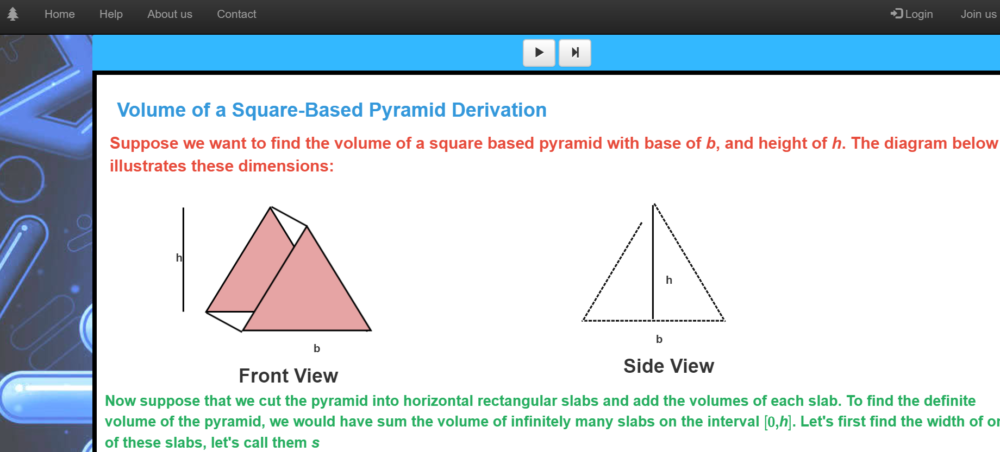 Home Help About us Contact Login Join us
Volume of a Square-Based Pyramid Derivation
Suppose we want to find the volume of a square based pyramid with base of b, and height of h. The diagram below
illustrates these dimensions:
h
h
b
b
Front View
Side View
Now suppose that we cut the pyramid into horizontal rectangular slabs and add the volumes of each slab. To find the definite
volume of the pyramid, we would have sum the volume of infinitely many slabs on the interval [0,h]. Let's first find the width of
of these slabs, let's call them s